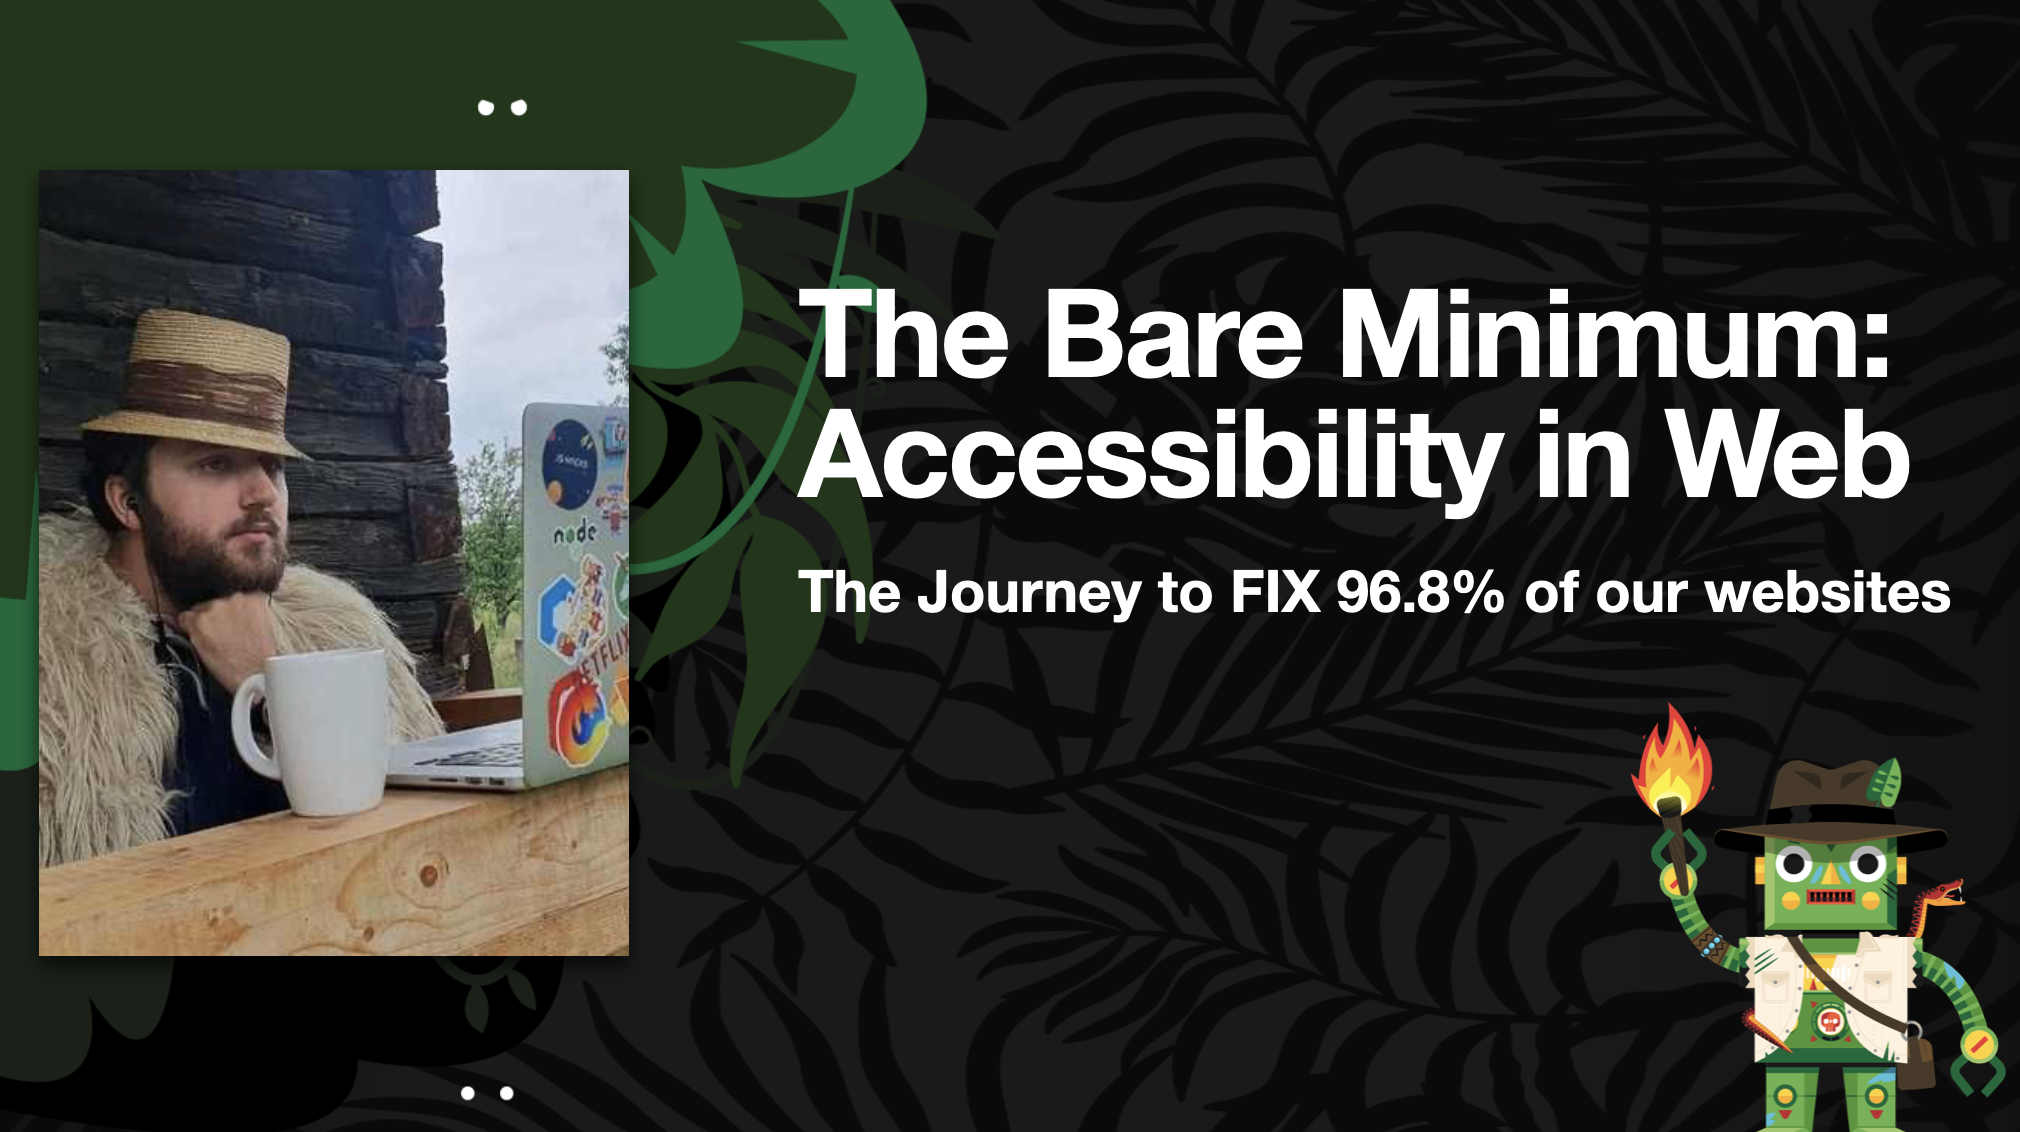 The Bare Minimum:
Accessibility in Web
The Journey to FIX 96.8% of our websites
node